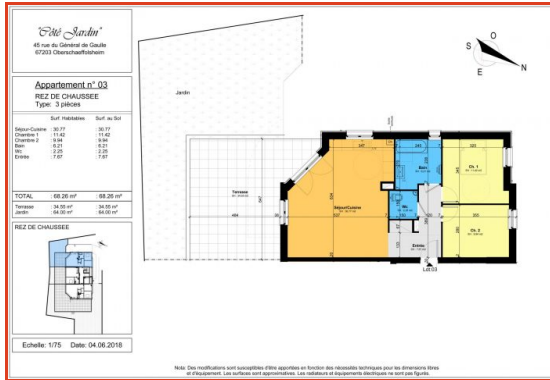 "Côté Jardin"
45 rue du Général de Gaulle
67203 Oberschaeffolsheim
Appartement n° 03
REZ DE CHAUSSEE
Type: 3 pièces
Surf. Habitables Surf. au Sol
Séjour-Cuisine : 30.77 : 30.77
Chambre 1 : 11.42 : 11.42
Chambre 2 : 9.94 : 9.94
Bain : 6.21 : 6.21
Wc : 2.25 : 2.25
Entrée : 7.67 : 7.67
TOTAL : 68.26 m² : 68.26 m²
Terrasse : 34.55 m² : 34.55 m²
Jardin : 64.00 m² : 64.00 m²
REZ DE CHAUSSEE
Echelle: 1/75 Date: 04.06.2018
Jardin
Terrasse
Séjour/Cuisine
Bain
Wc
Entrée
Ch. 1
Ch. 2
Lot 03
S
O
E
N
Nota: Des modifications sont susceptibles d'être apportées en fonction des nécessités techniques pour les dimensions libres
et d'équipement. Les surfaces sont approximatives. Les radiateurs et équipements électriques ne sont pas figurés.